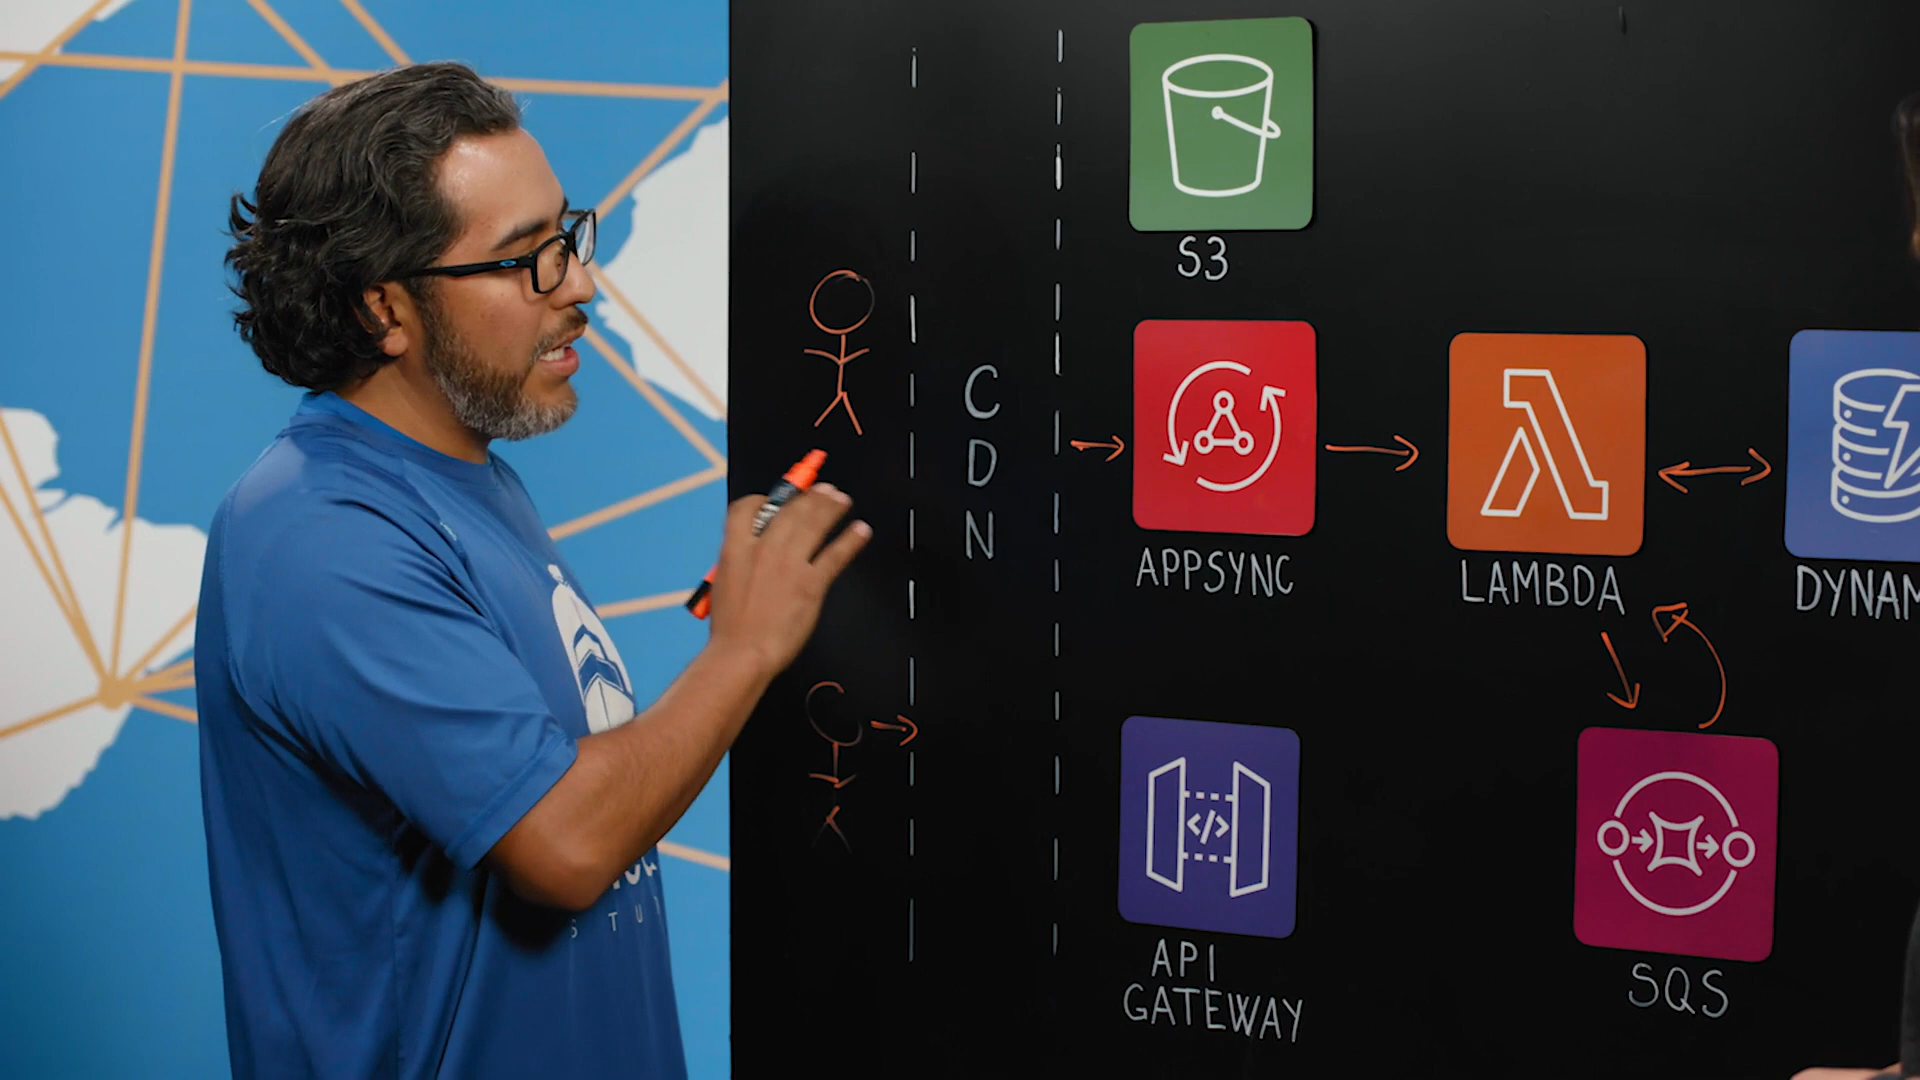 S3
C
D
N
APPSYNC
LAMBDA
DYNAM
</>
API
GATEWAY
SQS
S T U